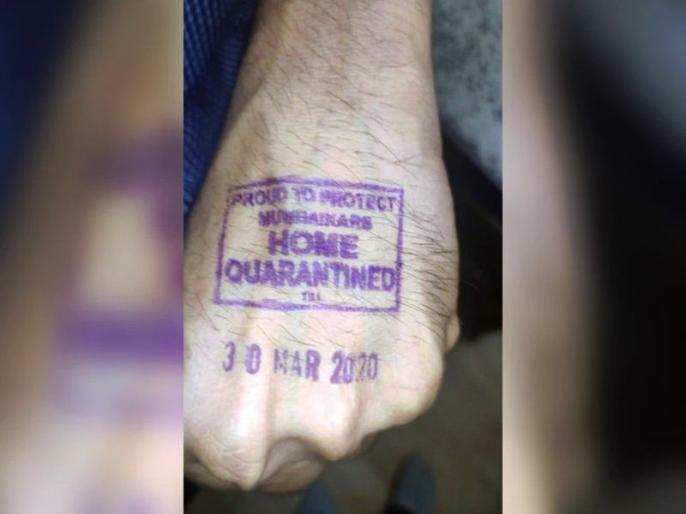 PROUD TO PROTECT
MUMBAIKARS
HOME
QUARANTINED
TILL
30 MAR 2020